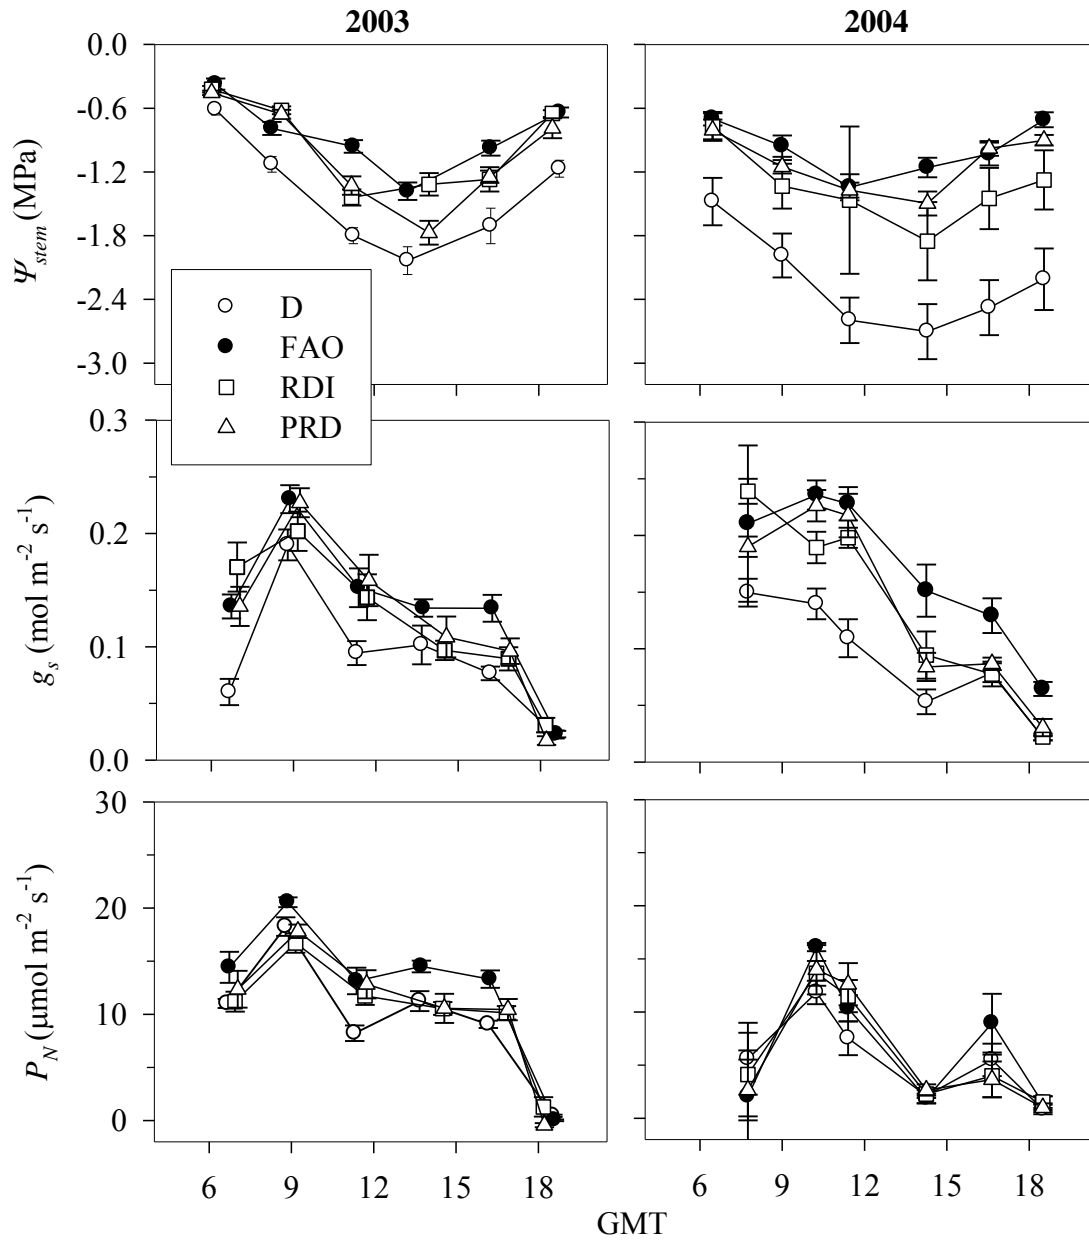 2003 2004
0.0
-0.6
-1.2
-1.8
-2.4
-3.0
Ψstem (MPa)
D
FAO
RDI
PRD
0.3
0.2
0.1
0.0
gs (mol m-2 s-1)
30
20
10
0
PN (μmol m-2 s-1)
6 9 12 15 18 6 9 12 15 18
GMT